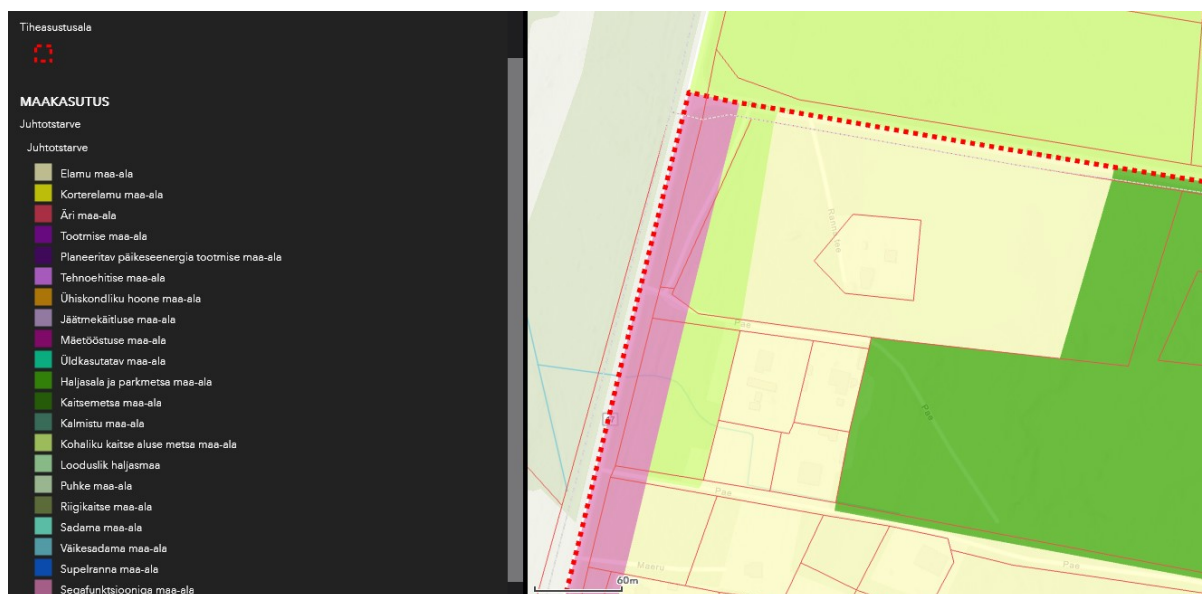 Tiheasustusala
MAAKASUTUS
Juhtotstarve
Juhtotstarve
Elamu maa-ala
Korterelamu maa-ala
Äri maa-ala
Tootmise maa-ala
Planeeritav päikeseenergia tootmise maa-ala
Tehnoehitise maa-ala
Ühiskondliku hoone maa-ala
Jäätmekäitluse maa-ala
Mäetööstuse maa-ala
Üldkasutatav maa-ala
Haljasala ja parkmetsa maa-ala
Kaitsemetsa maa-ala
Kalmistu maa-ala
Kohaliku kaitse aluse metsa maa-ala
Looduslik haljasmaa
Puhke maa-ala
Riigikaitse maa-ala
Sadama maa-ala
Väikesadama maa-ala
Supelranna maa-ala
Segafunktsiooniga maa-ala
Ranna tee
Pae
Pae
Pae
Maeru
Pae
60m